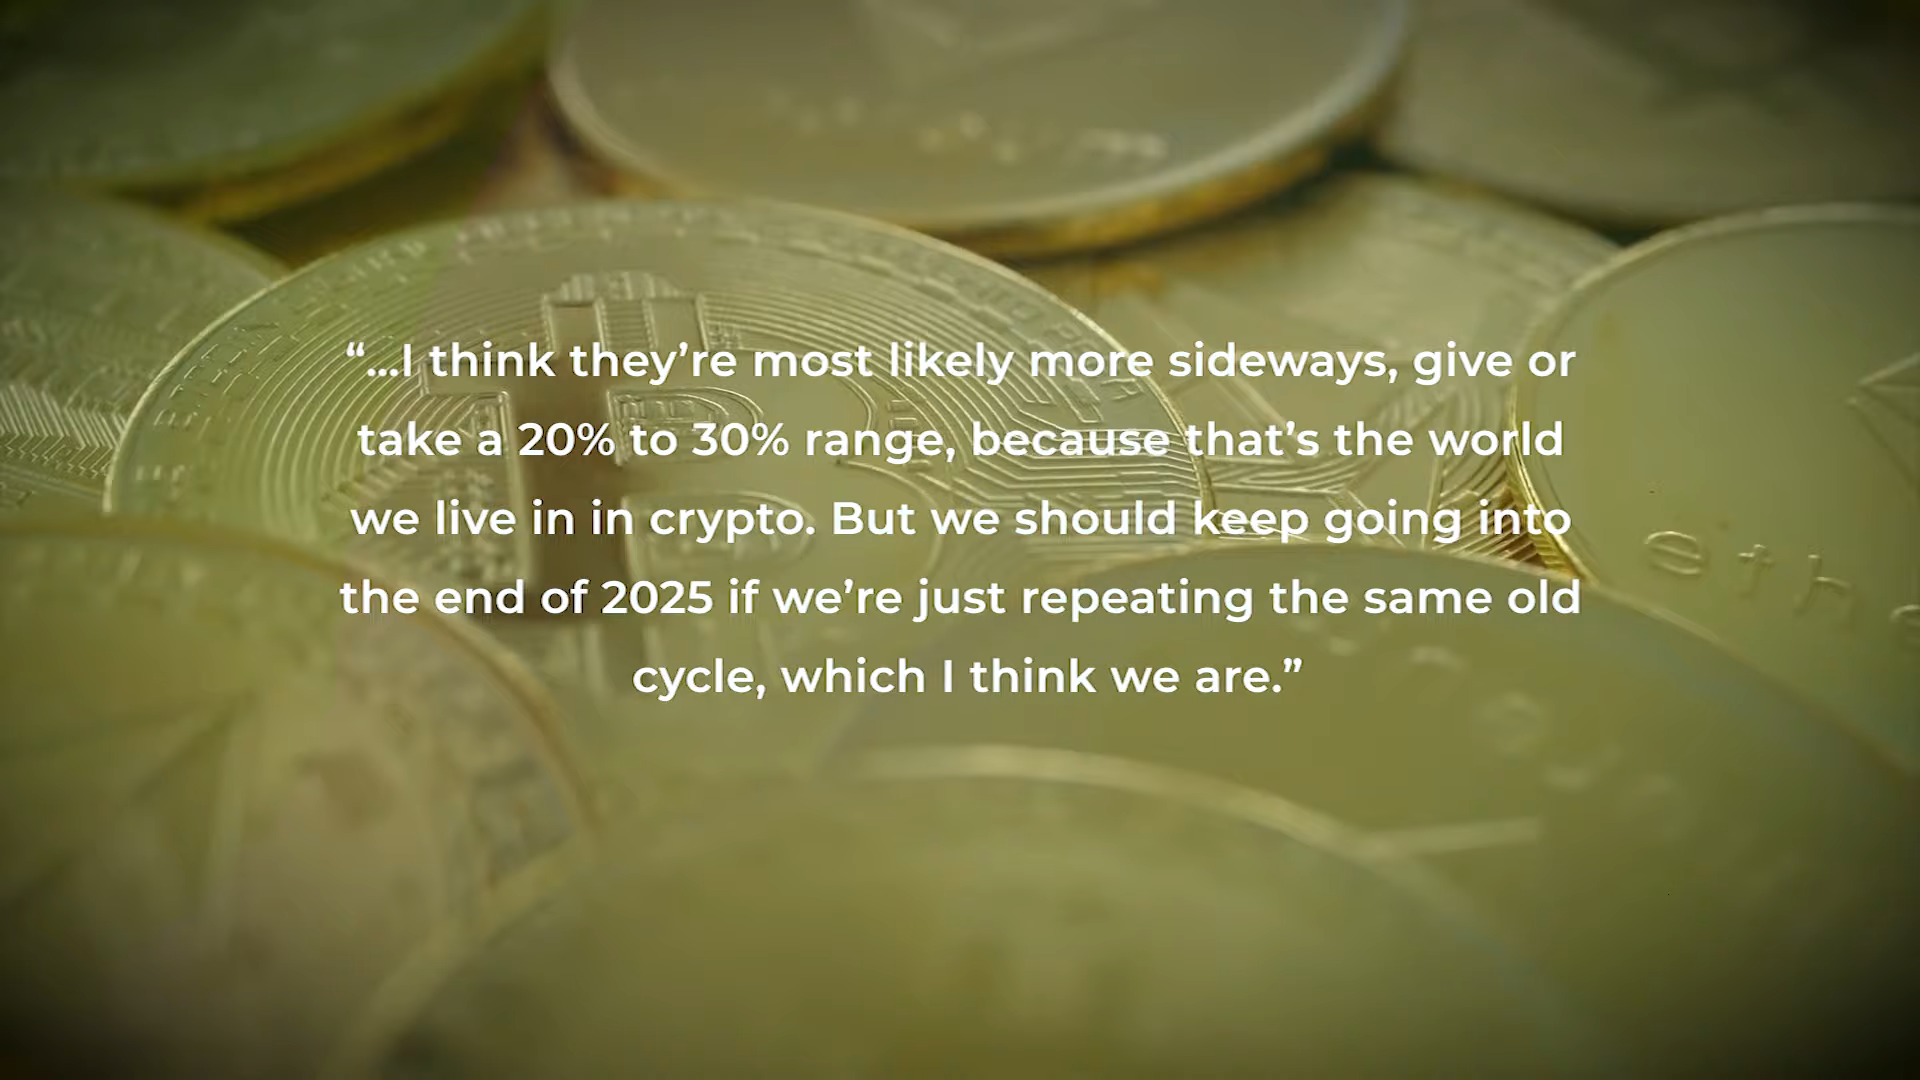 “...I think they’re most likely more sideways, give or
take a 20% to 30% range, because that’s the world
we live in in crypto. But we should keep going into
the end of 2025 if we’re just repeating the same old
cycle, which I think we are.”